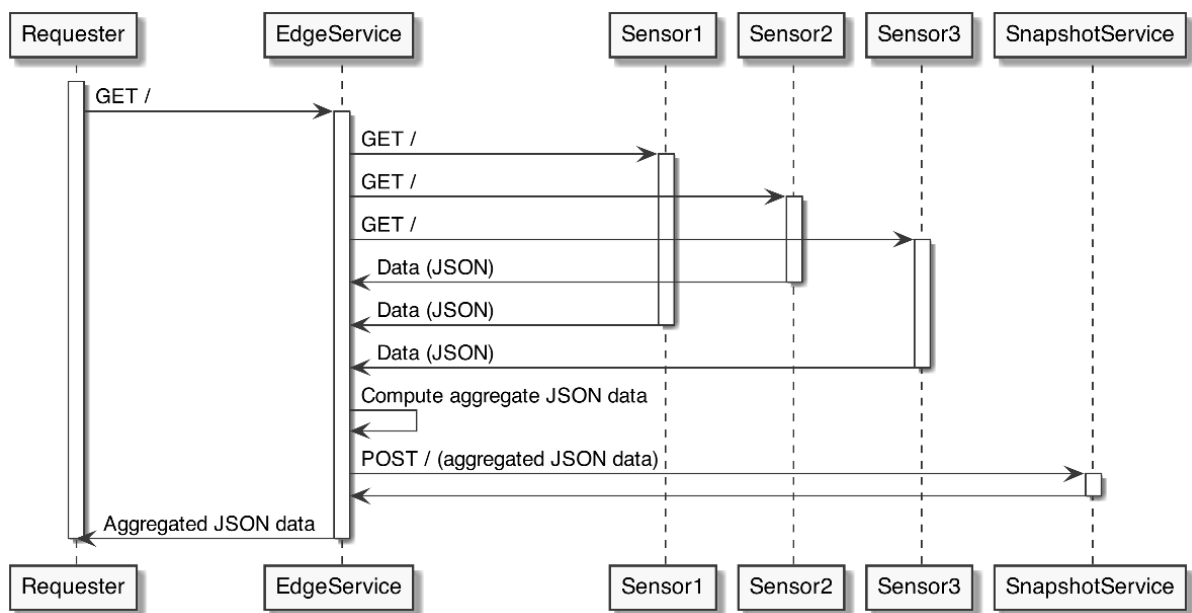 Requester EdgeService Sensor1 Sensor2 Sensor3 SnapshotService
GET /
GET /
GET /
GET /
Data (JSON)
Data (JSON)
Data (JSON)
Compute aggregate JSON data
POST / (aggregated JSON data)
Aggregated JSON data
Requester EdgeService Sensor1 Sensor2 Sensor3 SnapshotService